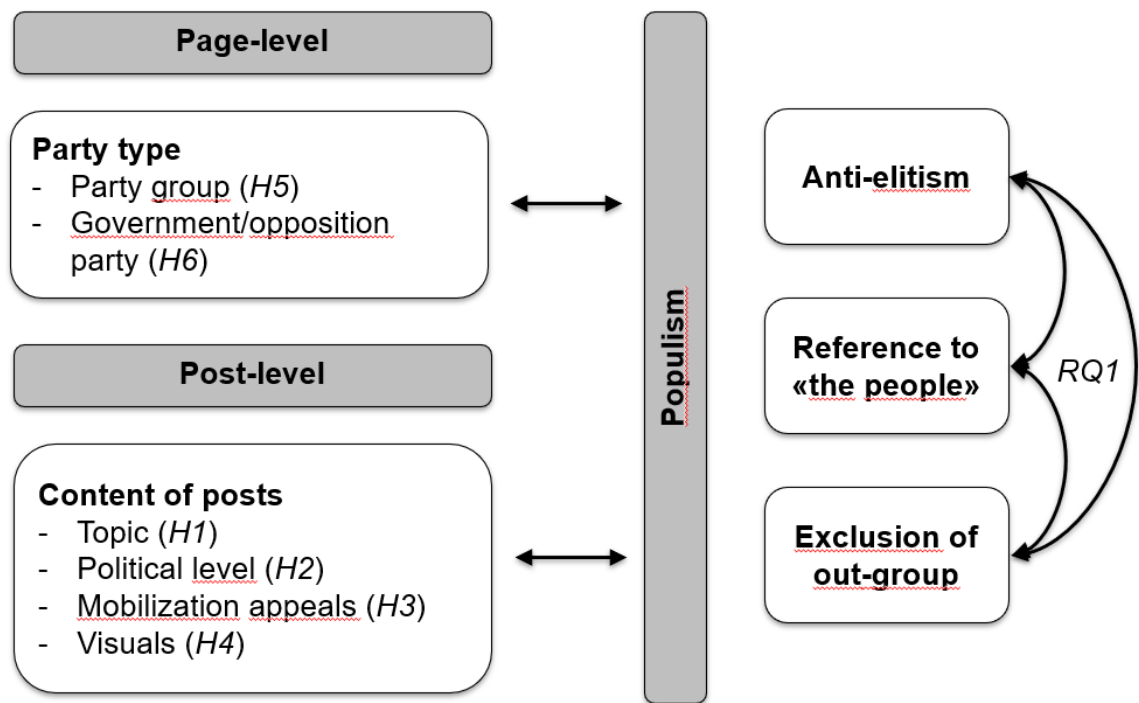 Page-level
Party type
- Party group (H5)
- Government/opposition
party (H6)
Post-level
Content of posts
- Topic (H1)
- Political level (H2)
- Mobilization appeals (H3)
- Visuals (H4)
Populism
Anti-elitism
Reference to
«the people»
Exclusion of
out-group
RQ1